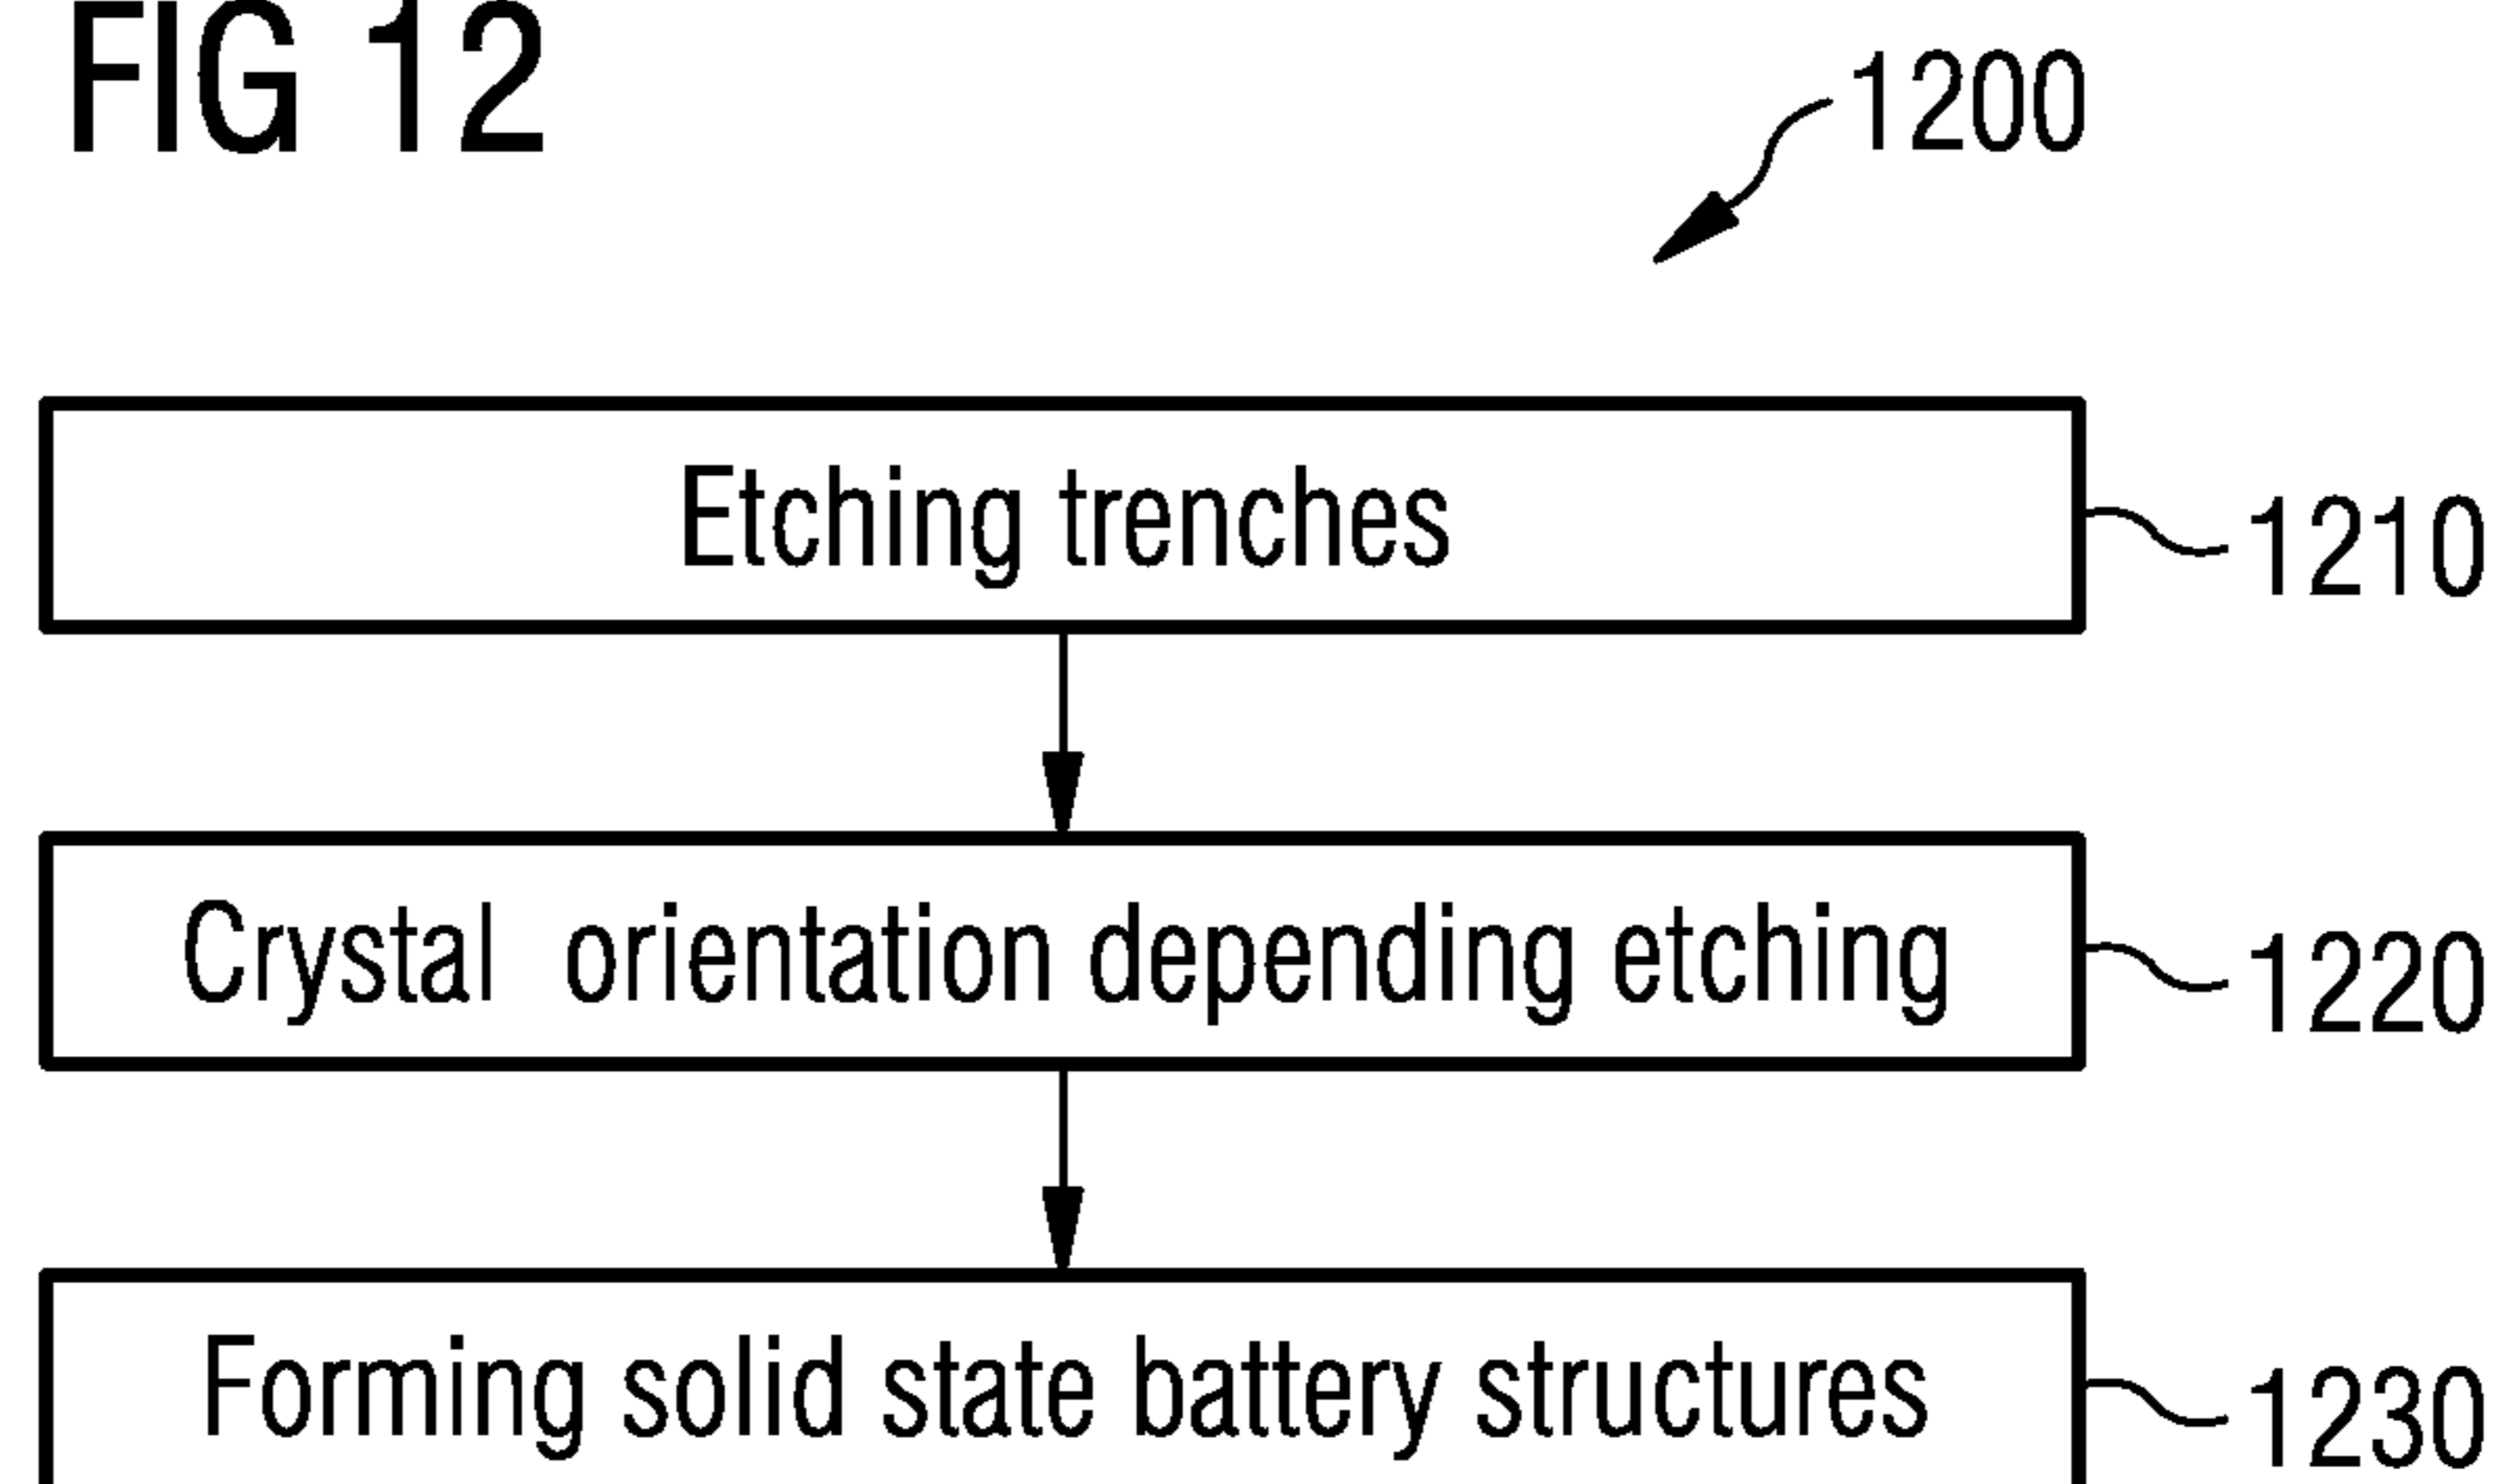 FIG 12
1200
Etching trenches
1210
Crystal orientation depending etching
1220
Forming solid state battery structures
1230